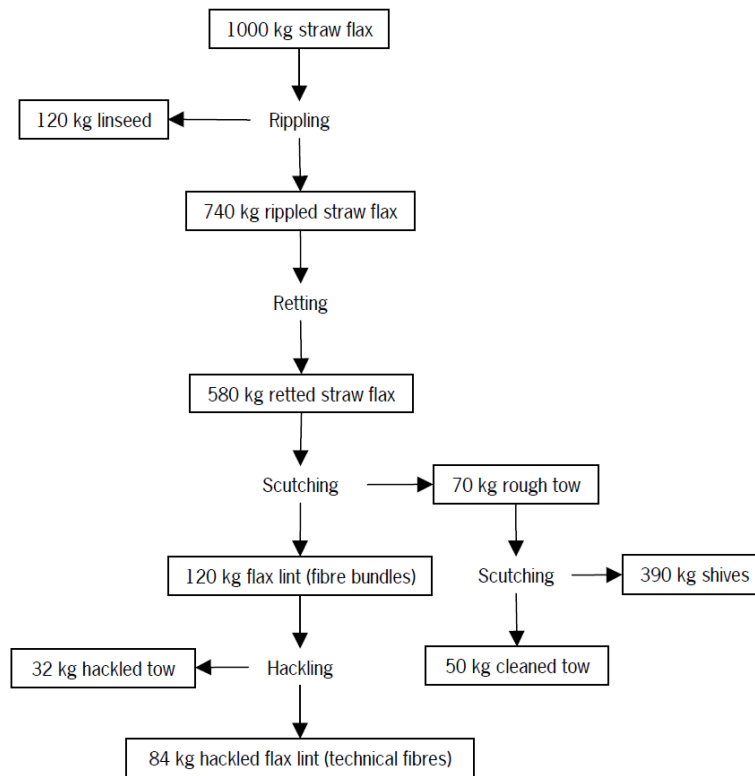 1000 kg straw flax
120 kg linseed
Rippling
740 kg rippled straw flax
Retting
580 kg retted straw flax
Scutching
70 kg rough tow
120 kg flax lint (fibre bundles)
Scutching
390 kg shives
32 kg hackled tow
Hackling
50 kg cleaned tow
84 kg hackled flax lint (technical fibres)